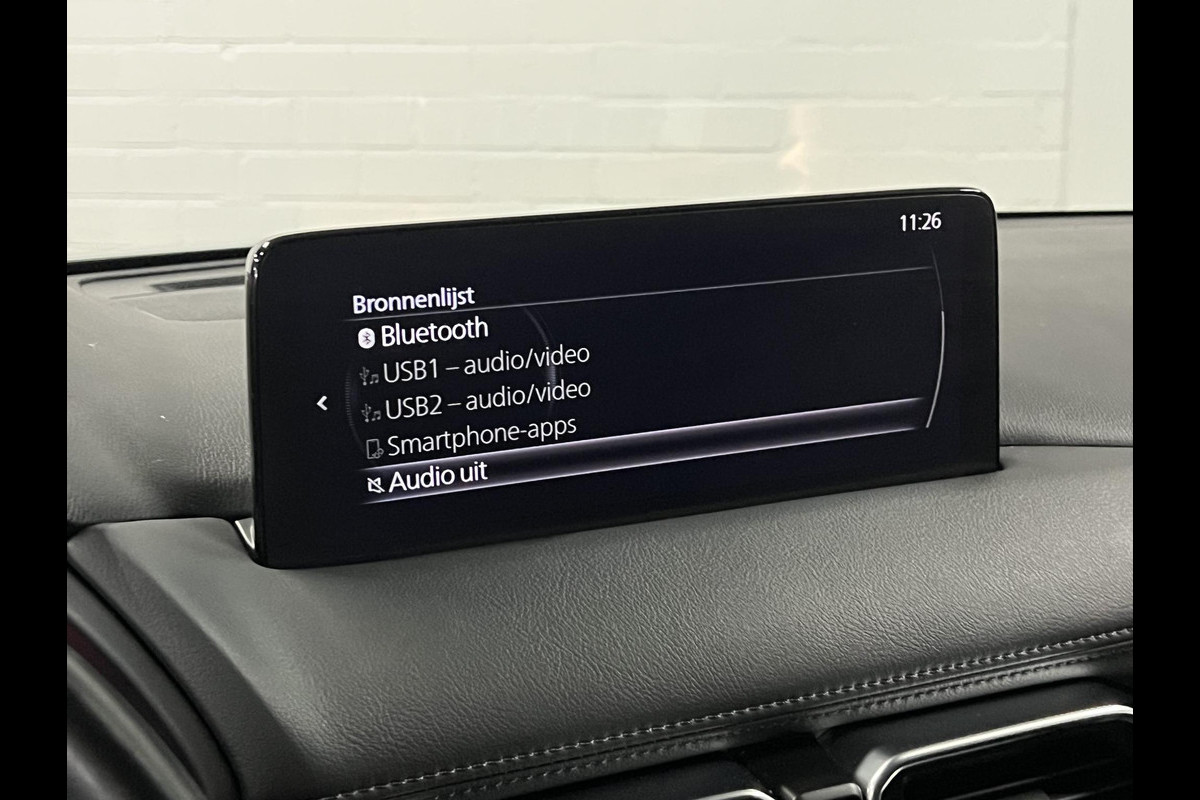 11:26
Bronnenlijst
Bluetooth
USB1 – audio/video
USB2 – audio/video
Smartphone-apps
Audio uit